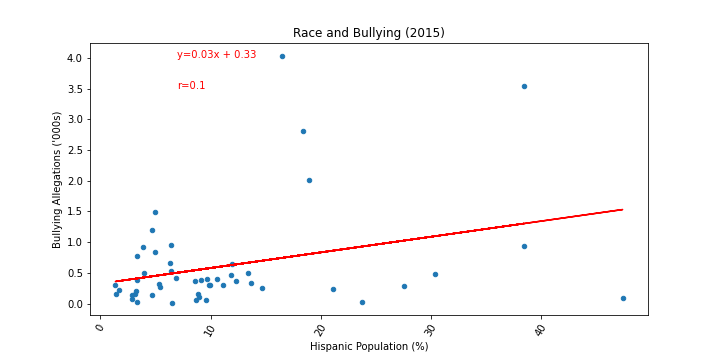 Race and Bullying (2015)
y=0.03x + 0.33
r=0.1
Bullying Allegations ('000s)
4.0
3.5
3.0
2.5
2.0
1.5
1.0
0.5
0.0
0
10
20
30
40
Hispanic Population (%)